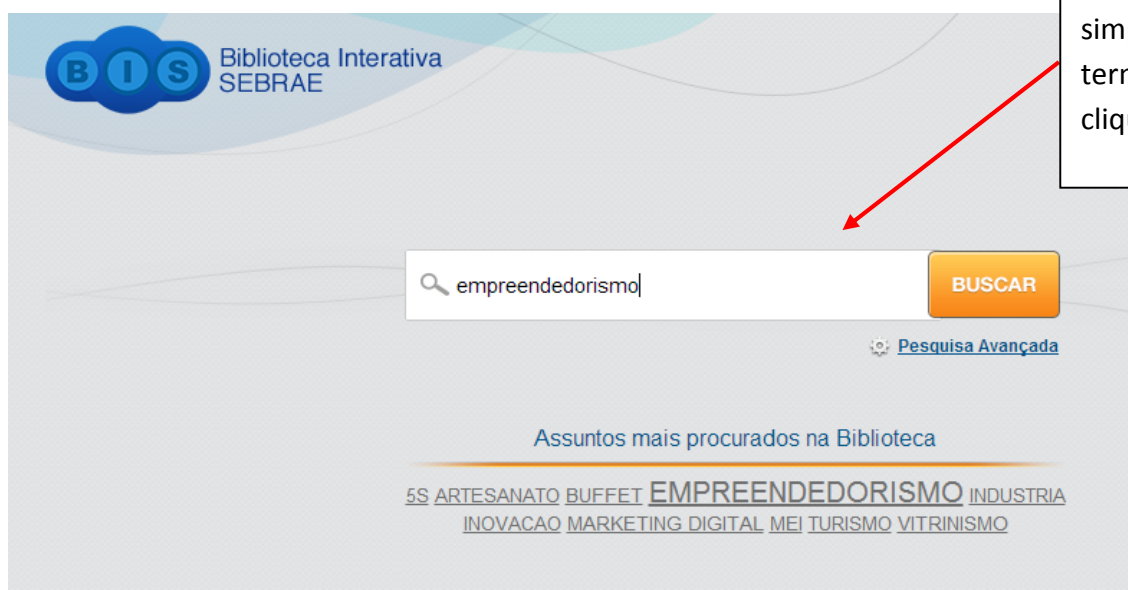 BIS
Biblioteca Interativa
SEBRAE
sim
cliq
empreendedorismo
BUSCAR
Pesquisa Avançada
Assuntos mais procurados na Biblioteca
5S ARTESANATO BUFFET EMPREENDEDORISMO INDUSTRIA
INOVACAO MARKETING DIGITAL MEI TURISMO VITRINISMO